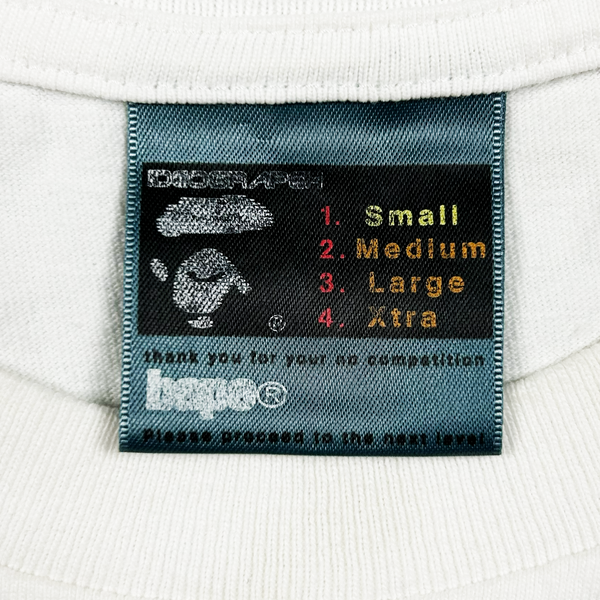 IDEOGRAPER
1. Small
2. Medium
3. Large
4. Xtra
®
thank you for your no competition
bape®
Please proceed to the next level